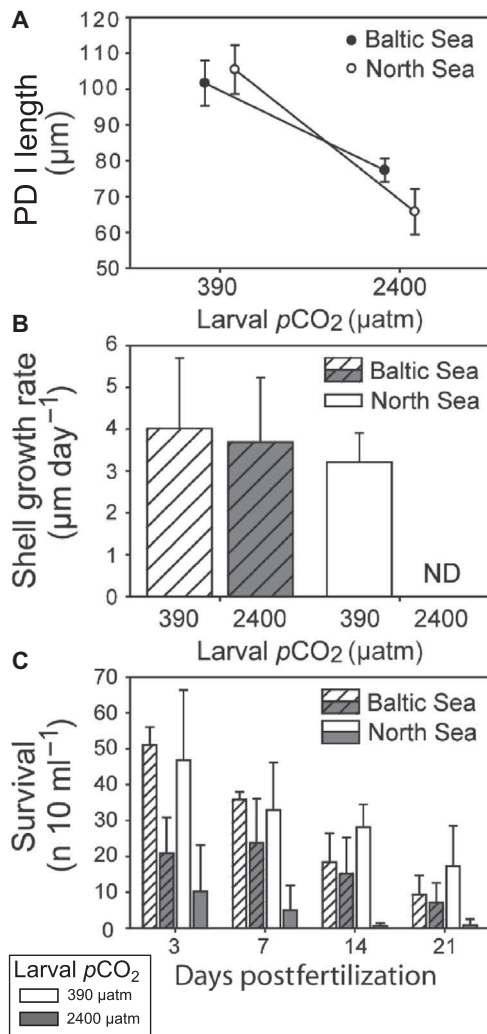 A
120
110
100
90
80
70
60
50
PD I length
(µm)
Baltic Sea
North Sea
390
2400
Larval pCO₂ (µatm)
B
6
5
4
3
2
1
0
Shell growth rate
(µm day⁻¹)
Baltic Sea
North Sea
ND
390 2400 390 2400
Larval pCO₂ (µatm)
C
70
60
50
40
30
20
10
0
Survival
(n 10 ml⁻¹)
Baltic Sea
North Sea
3 7 14 21
Days postfertilization
Larval pCO₂
390 µatm
2400 µatm